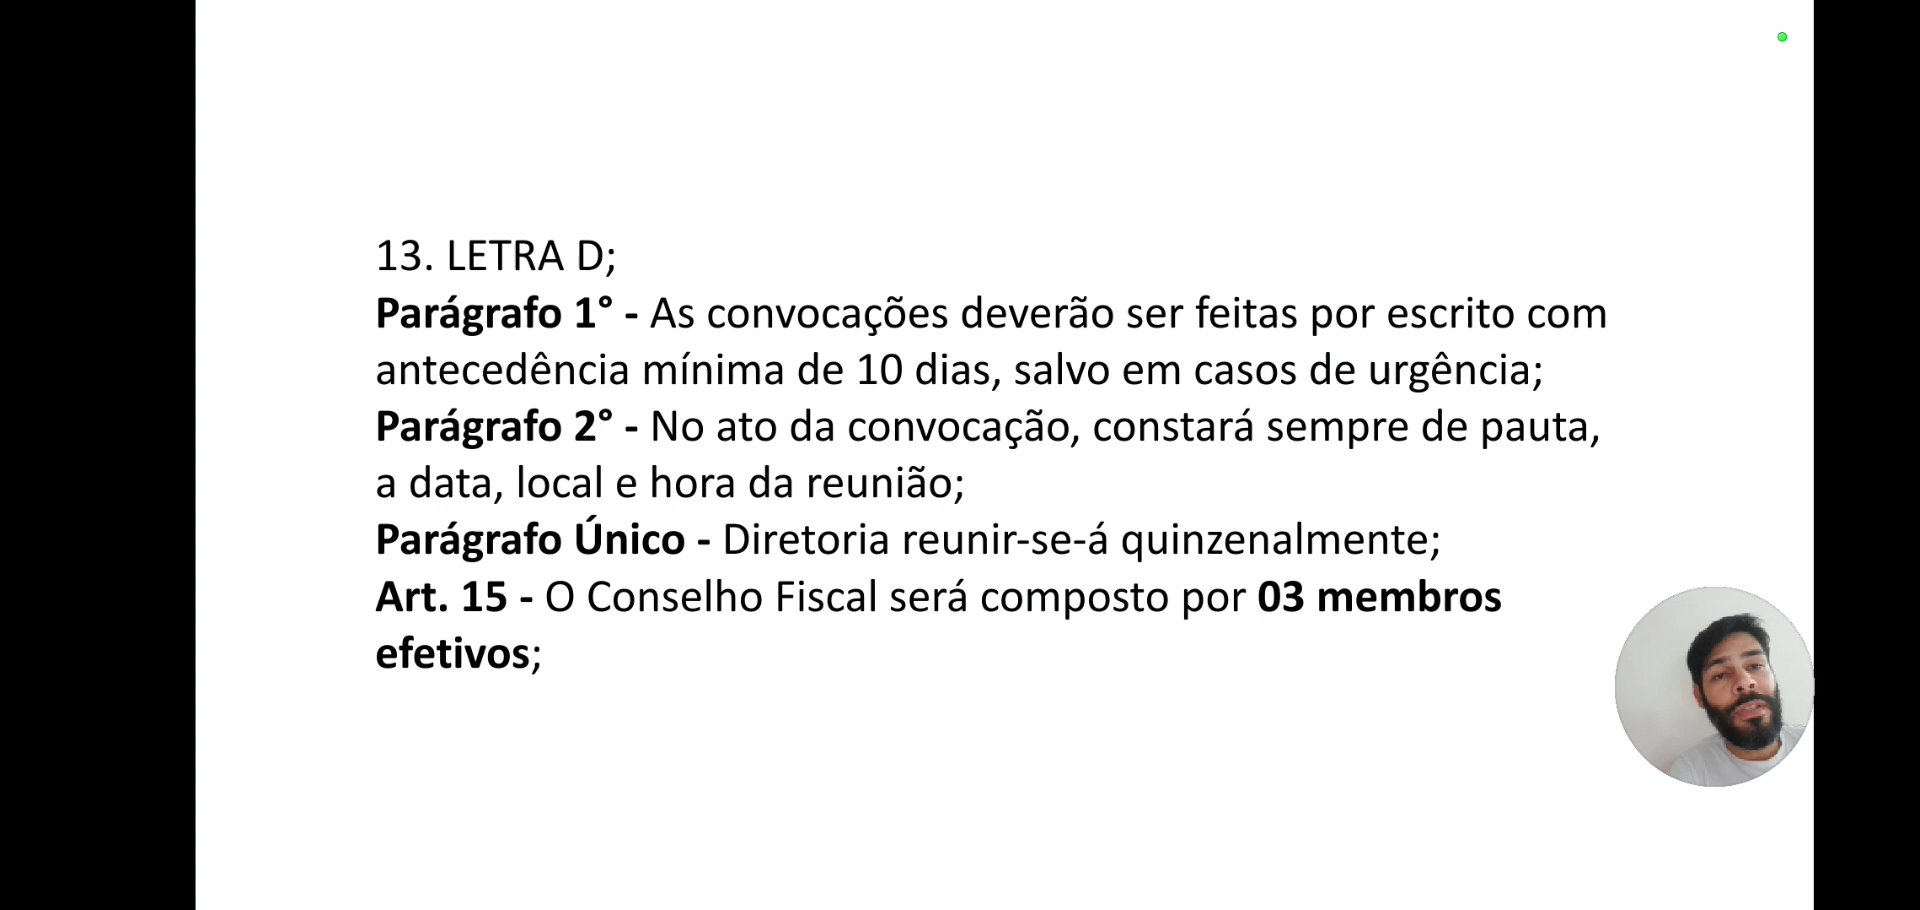 13. LETRA D;
Parágrafo 1° - As convocações deverão ser feitas por escrito com
antecedência mínima de 10 dias, salvo em casos de urgência;
Parágrafo 2° - No ato da convocação, constará sempre de pauta,
a data, local e hora da reunião;
Parágrafo Único - Diretoria reunir-se-á quinzenalmente;
Art. 15 - O Conselho Fiscal será composto por 03 membros
efetivos;